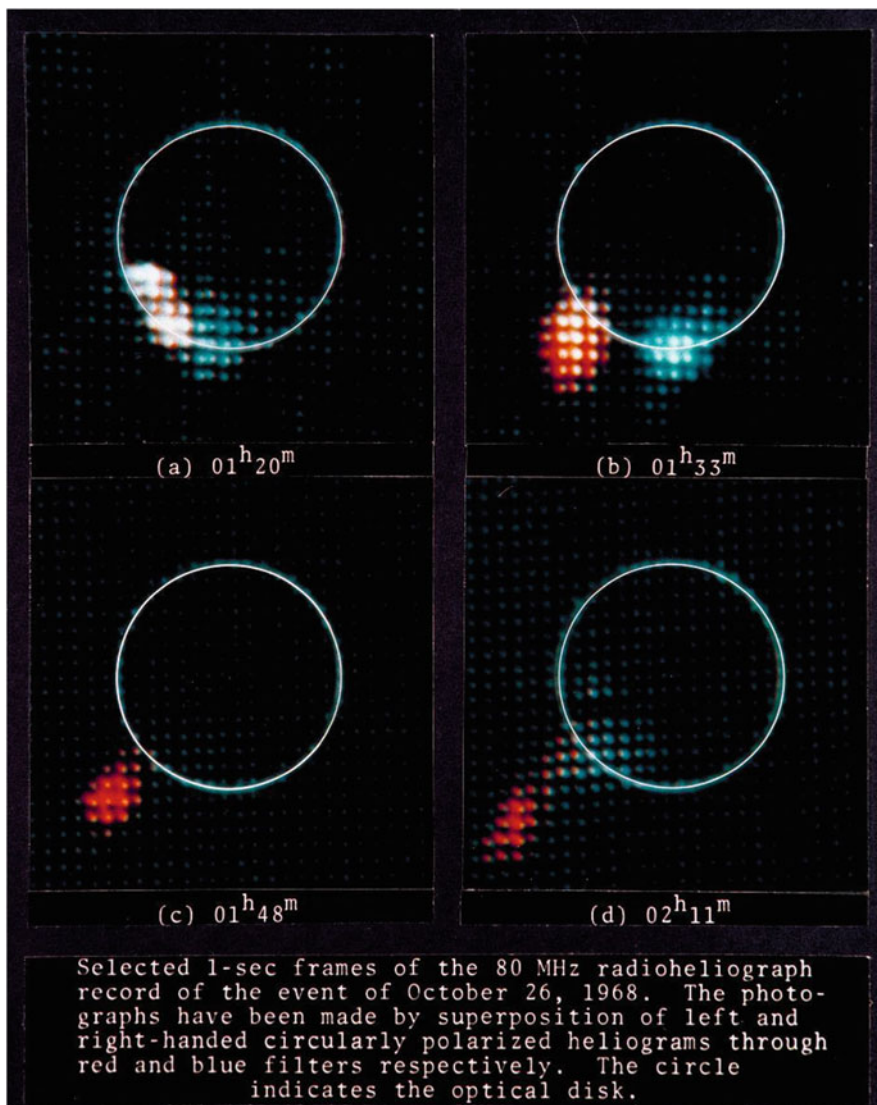 (a) 01h20m
(b) 01h33m
(c) 01h48m
(d) 02h11m
Selected 1-sec frames of the 80 MHz radioheliograph
record of the event of October 26, 1968. The photo-
graphs have been made by superposition of left and
right-handed circularly polarized heliograms through
red and blue filters respectively. The circle
indicates the optical disk.